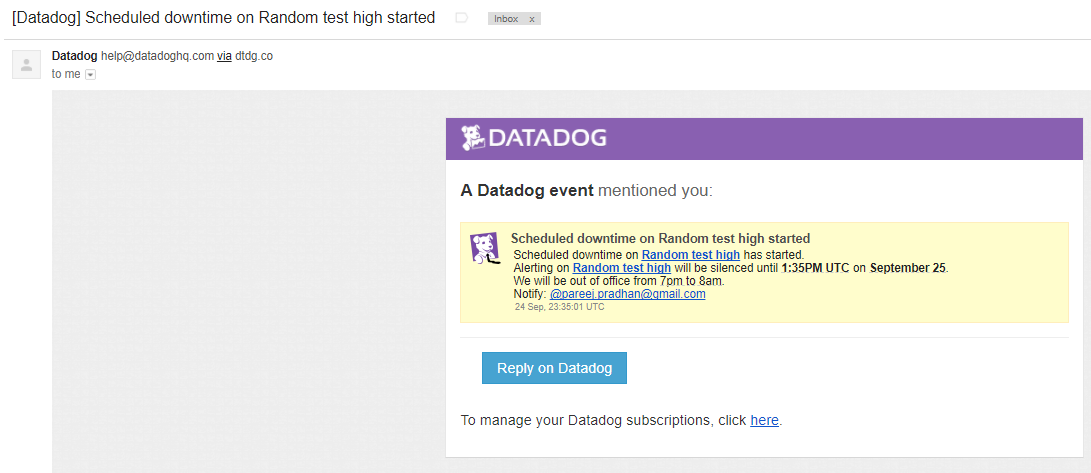 [Datadog] Scheduled downtime on Random test high started
Inbox x
Datadog help@datadoghq.com via dtdg.co
to me
DATADOG
A Datadog event mentioned you:
Scheduled downtime on Random test high started
Scheduled downtime on Random test high has started.
Alerting on Random test high will be silenced until 1:35PM UTC on September 25.
We will be out of office from 7pm to 8am.
Notify: @pareej.pradhan@gmail.com
24 Sep, 23:35:01 UTC
Reply on Datadog
To manage your Datadog subscriptions, click here.